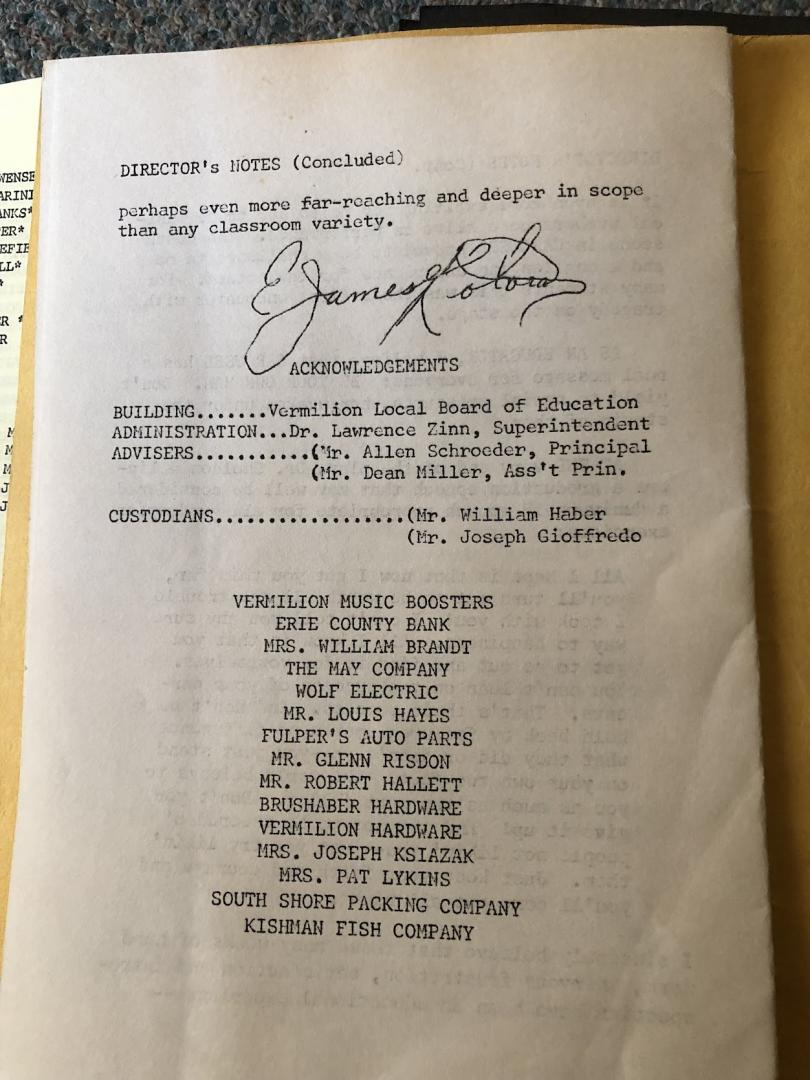 DIRECTOR's NOTES (Concluded)
perhaps even more far-reaching and deeper in scope
than any classroom variety.
E James
ACKNOWLEDGEMENTS
BUILDING.......Vermilion Local Board of Education
ADMINISTRATION...Dr. Lawrence Zinn, Superintendent
ADVISERS...........(Mr. Allen Schroeder, Principal
(Mr. Dean Miller, Ass't Prin.
CUSTODIANS..................(Mr. William Haber
(Mr. Joseph Gioffredo
VERMILION MUSIC BOOSTERS
ERIE COUNTY BANK
MRS. WILLIAM BRANDT
THE MAY COMPANY
WOLF ELECTRIC
MR. LOUIS HAYES
FULPER'S AUTO PARTS
MR. GLENN RISDON
MR. ROBERT HALLETT
BRUSHABER HARDWARE
VERMILION HARDWARE
MRS. JOSEPH KSIAZAK
MRS. PAT LYKINS
SOUTH SHORE PACKING COMPANY
KISHMAN FISH COMPANY